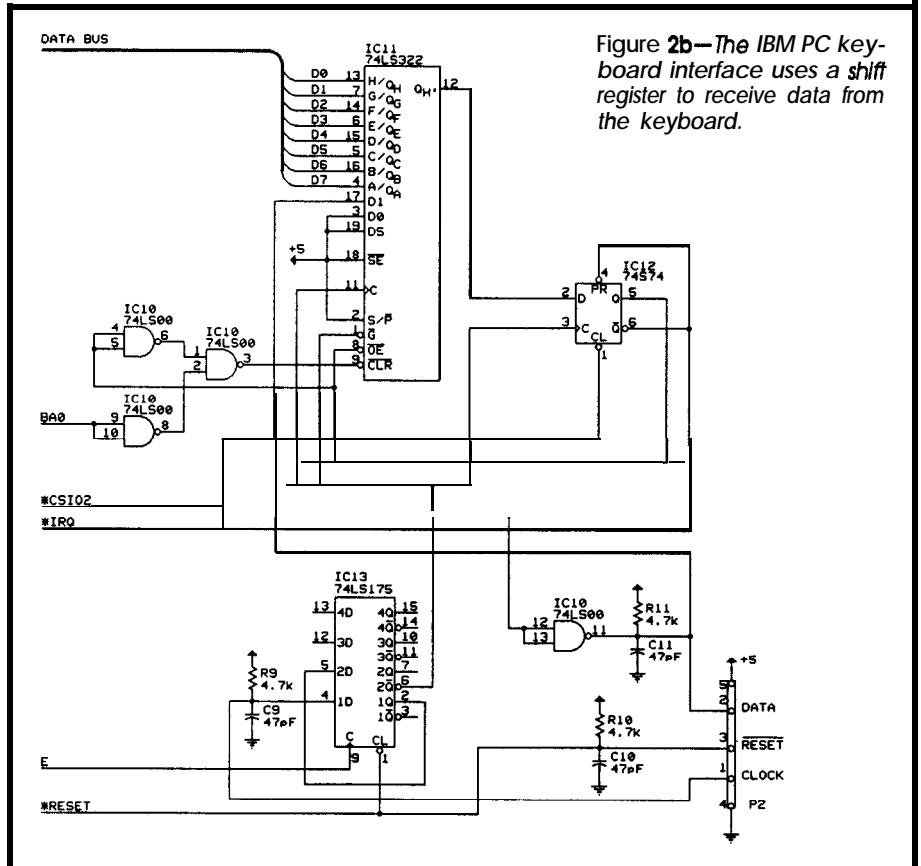 DATA BUS
IC11
74LS322
Figure 2b—The IBM PC key-
board interface uses a shift
register to receive data from
the keyboard.
D0 13 H/QH QH' 12
D1 7 G/QG
D2 14 F/QF
D3 6 E/QE
D4 15 D/QD
D5 5 C/QC
D6 16 B/QB
D7 4 A/QA
17 D1
3 D0
19 DS
+5
18 SE
11 C
2 S/P
1 G
8 OE
9 CLR
IC12
74S74
4
PR
2 D Q 5
3 C Q 6
CL
1
IC10
74LS00
4
5
6
IC10
74LS00
1
2
3
IC10
74LS00
9
10
8
BA0
*CSIO2
*IRQ
IC13
74LS175
13 4D 4Q 15
4Q 14
12 3D 3Q 10
3Q 11
5 2D 2Q 7
2Q 6
4 1D 1Q 2
1Q 3
C CL
9 1
R9
4.7k
C9
47pF
IC10
74LS00
12
13
11
R11
4.7k
C11
47pF
R10
4.7k
C10
47pF
+5
5
2 DATA
3 RESET
1 CLOCK
4 P2
E
*RESET